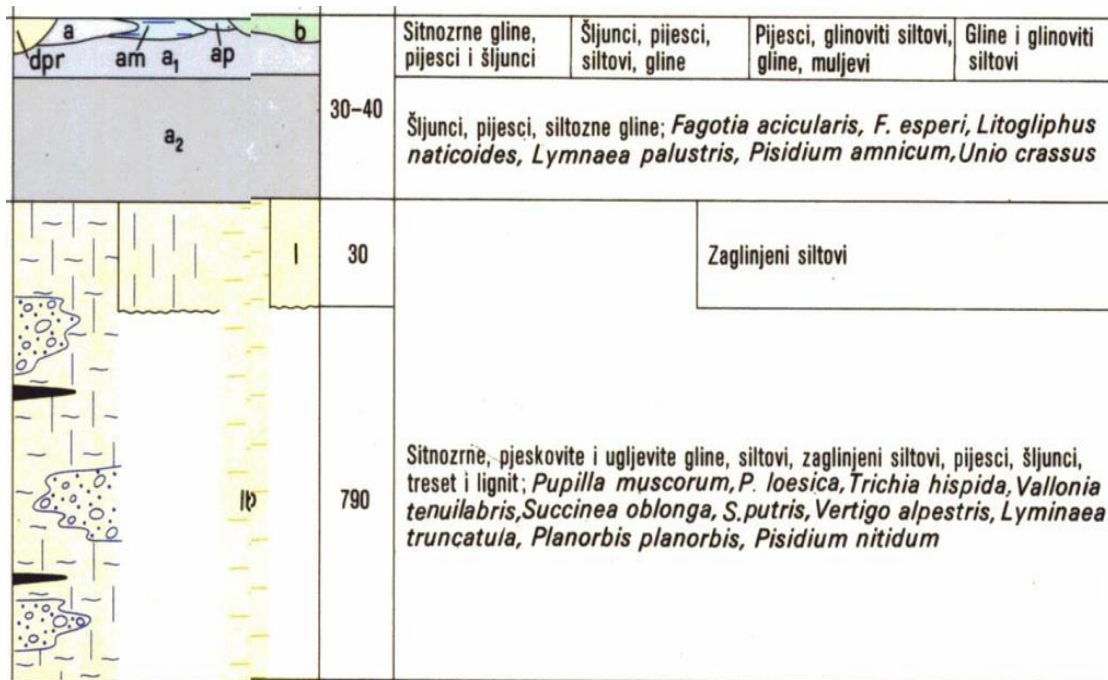 a
b
dpr
am
a1
ap
a2
l
30–40
30
790
Sitnozrne gline,
pijesci i šljunci
Šljunci, pijesci,
siltovi, gline
Pijesci, glinoviti siltovi,
gline, muljevi
Gline i glinoviti
siltovi
Šljunci, pijesci, siltozne gline; Fagotia acicularis, F. esperi, Litogliphus
naticoides, Lymnaea palustris, Pisidium amnicum, Unio crassus
Zaglinjeni siltovi
Sitnozrne, pjeskovite i ugljevite gline, siltovi, zaglinjeni siltovi, pijesci, šljunci,
treset i lignit; Pupilla muscorum, P. loesica, Trichia hispida, Vallonia
tenuilabris, Succinea oblonga, S. putris, Vertigo alpestris, Lyminaea
truncatula, Planorbis planorbis, Pisidium nitidum